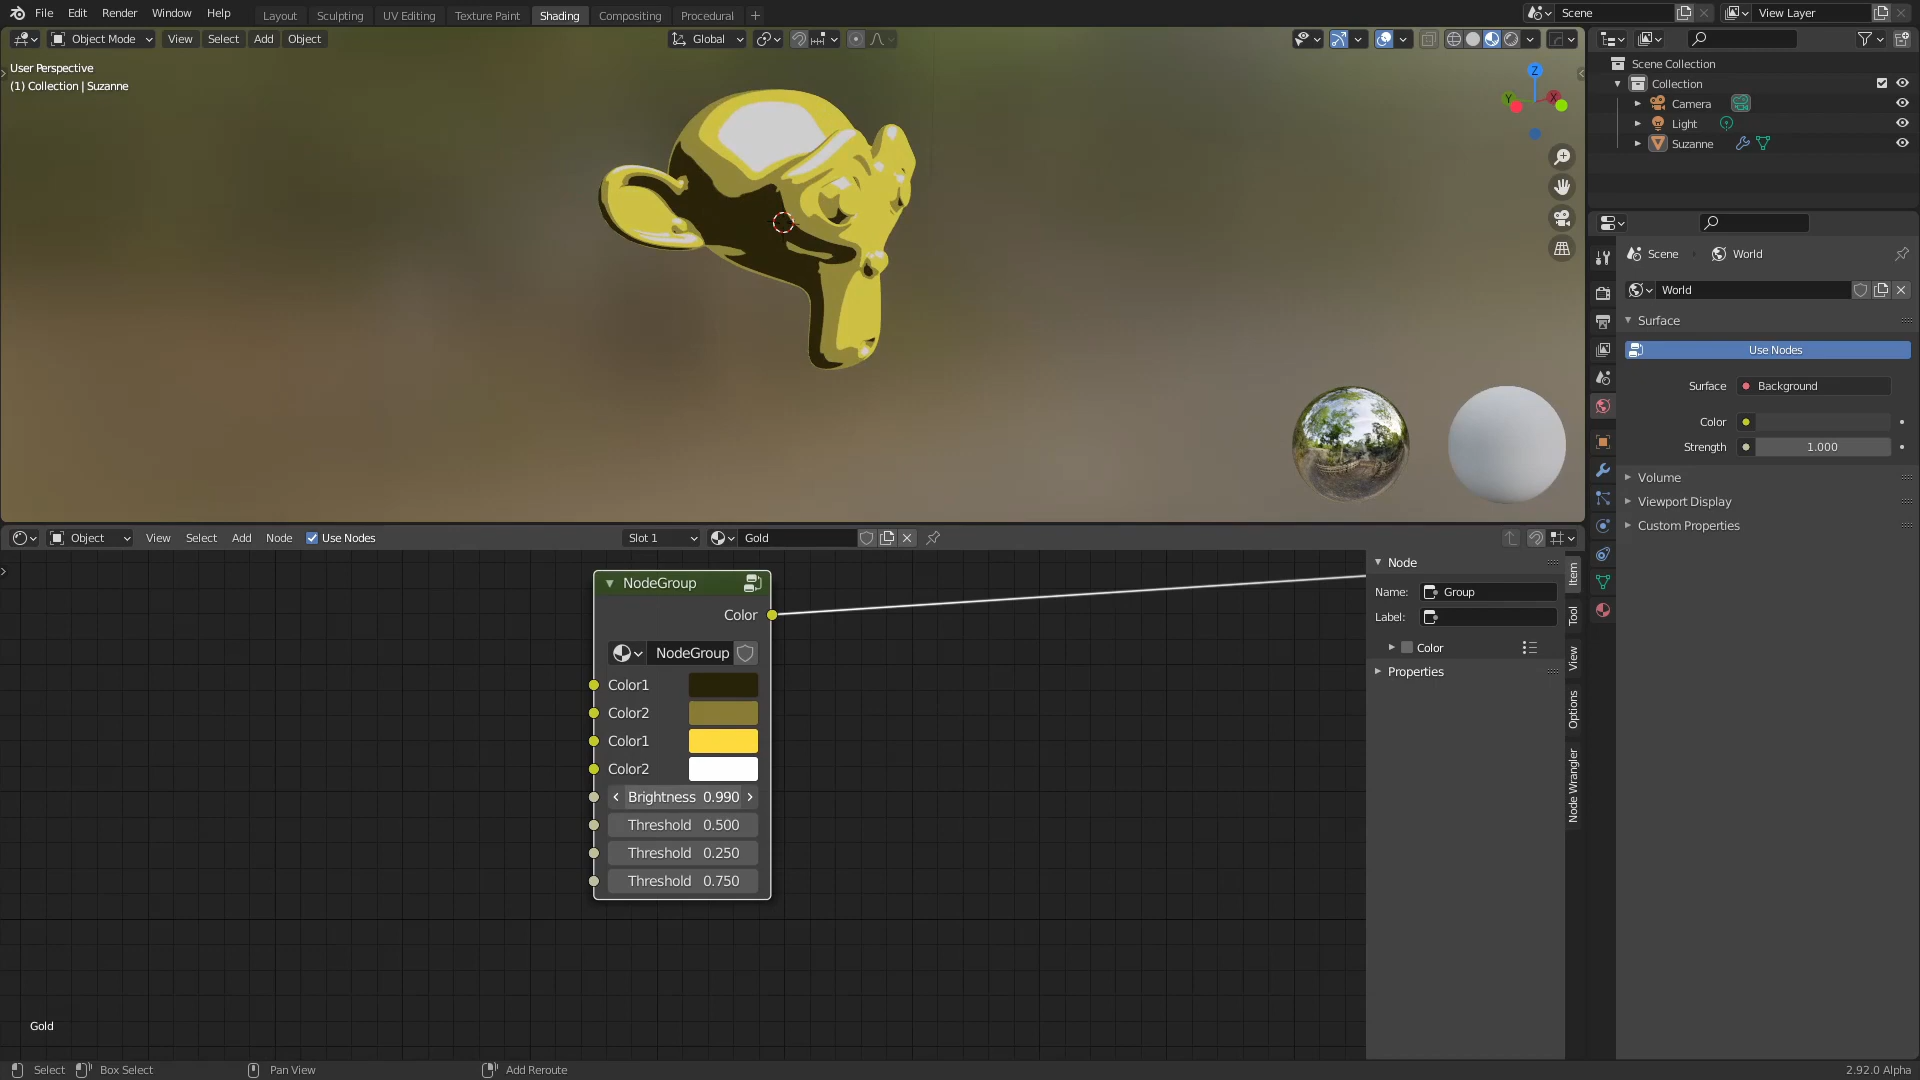 File Edit Render Window Help
Layout Sculpting UV Editing Texture Paint Shading Compositing Procedural +
Scene
View Layer
Object Mode View Select Add Object
Global
User Perspective
(1) Collection | Suzanne
Z
Y
X
Scene Collection
Collection
Camera
Light
Suzanne
Scene World
World
Surface
Use Nodes
Surface Background
Color
Strength 1.000
Volume
Viewport Display
Custom Properties
Object View Select Add Node Use Nodes
Slot 1
Gold
NodeGroup
Color
NodeGroup
Color1
Color2
Color1
Color2
Brightness 0.990
Threshold 0.500
Threshold 0.250
Threshold 0.750
Node
Name: Group
Label:
Color
Properties
Item
Tool
View
Options
Node Wrangler
Gold
Select Box Select Pan View Add Reroute
2.92.0 Alpha